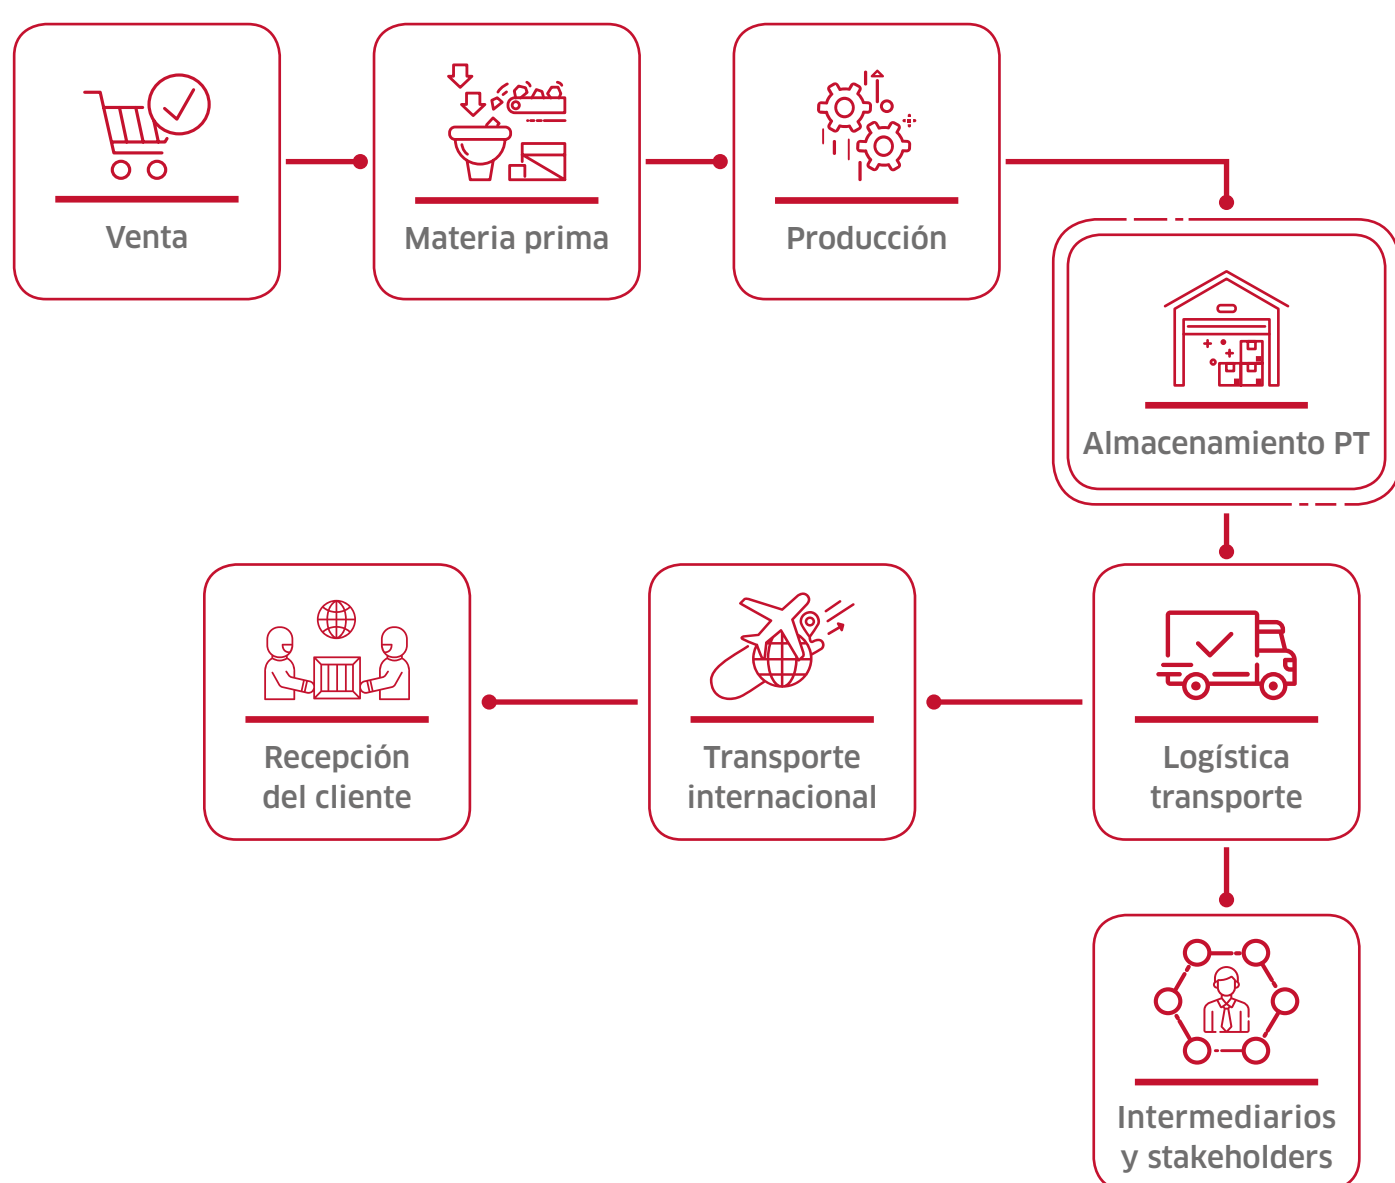 Venta
Materia prima
Producción
Almacenamiento PT
Recepción
del cliente
Transporte
internacional
Logística
transporte
Intermediarios
y stakeholders